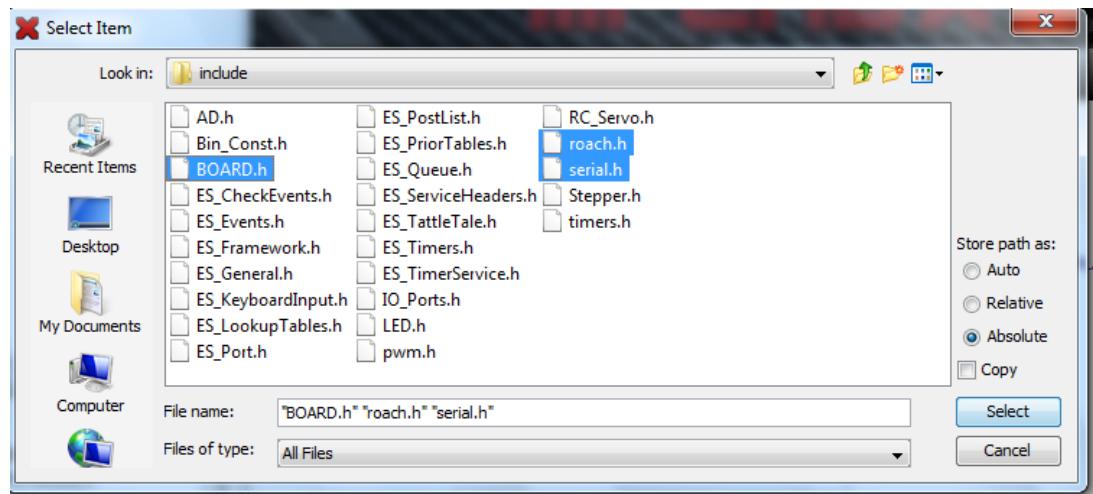 Select Item
Look in:
include
Recent Items
Desktop
My Documents
Computer
AD.h
Bin_Const.h
BOARD.h
ES_CheckEvents.h
ES_Events.h
ES_Framework.h
ES_General.h
ES_KeyboardInput.h
ES_LookupTables.h
ES_Port.h
ES_PostList.h
ES_PriorTables.h
ES_Queue.h
ES_ServiceHeaders.h
ES_TattleTale.h
ES_Timers.h
ES_TimerService.h
IO_Ports.h
LED.h
pwm.h
RC_Servo.h
roach.h
serial.h
Stepper.h
timers.h
Store path as:
Auto
Relative
Absolute
Copy
File name:
"BOARD.h" "roach.h" "serial.h"
Select
Files of type:
All Files
Cancel